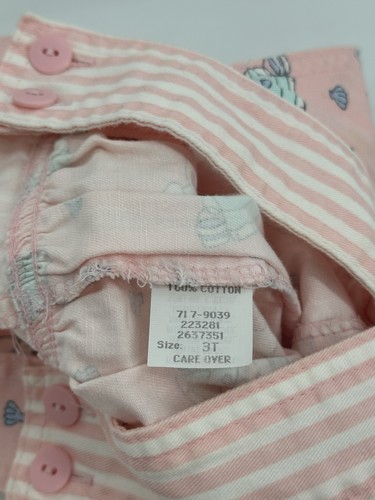 100% COTTON
717-9039
223281
2637351
Size: 3T
CARE OVER